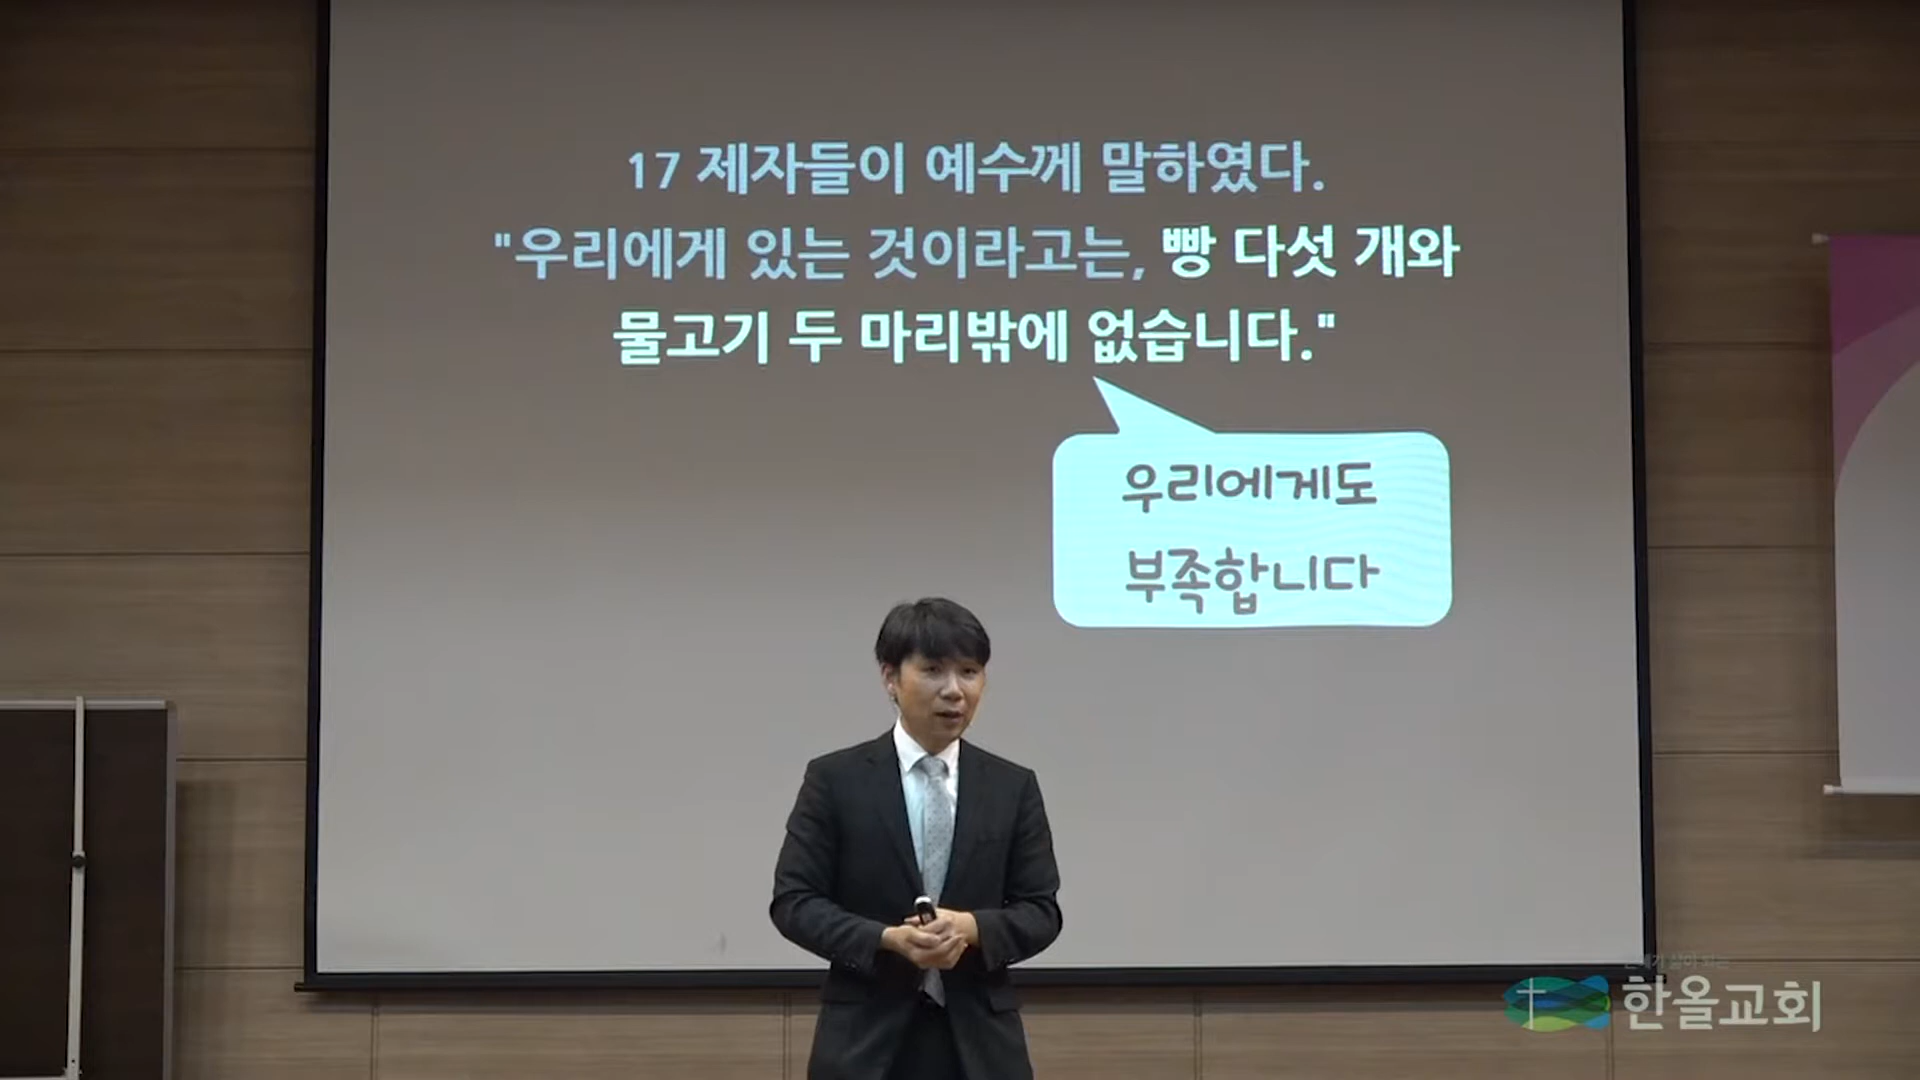 17 제자들이 예수께 말하였다.
"우리에게 있는 것이라고는, 빵 다섯 개와
물고기 두 마리밖에 없습니다."
우리에게도
부족합니다
한올교회